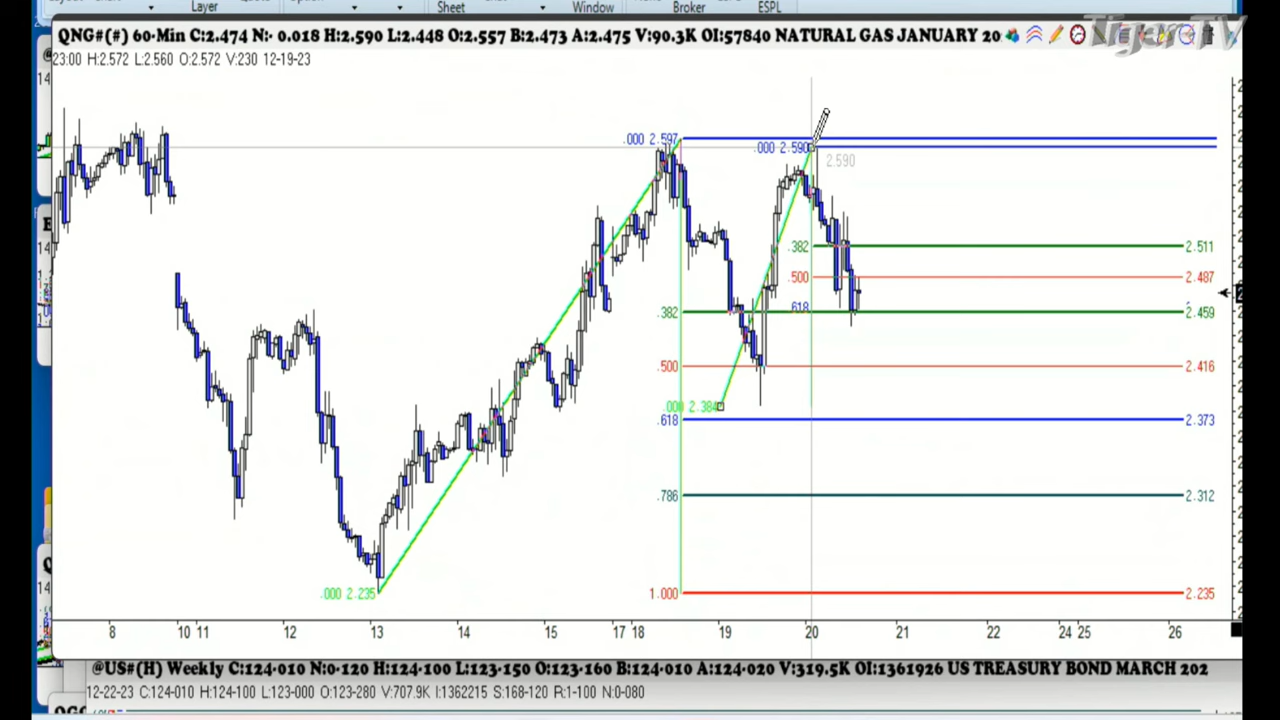 Layer
Sheet
Window
Broker
ESPL
QNG#(#) 60-Min C:2.474 N:- 0.018 H:2.590 L:2.448 O:2.557 B:2.473 A:2.475 V:90.3K OI:57840 NATURAL GAS JANUARY 20
TigerTV
23:00 H:2.572 L:2.560 O:2.572 V:230 12-19-23
.000 2.597
.000 2.590
2.590
.382 2.511
.500 2.487
.618
.382 2.459
.500 2.416
.000 2.384
.618 2.373
.786 2.312
.000 2.235
1.000 2.235
8 10 11 12 13 14 15 17 18 19 20 21 22 24 25 26
@US#(H) Weekly C:124-010 N:0-120 H:124-100 L:123-150 O:123-160 B:124-010 A:124-020 V:319.5K OI:1361926 US TREASURY BOND MARCH 202
12-22-23 C:124-010 H:124-100 L:123-000 O:123-280 V:707.9K I:1362215 S:168-120 R:1-100 N:0-080